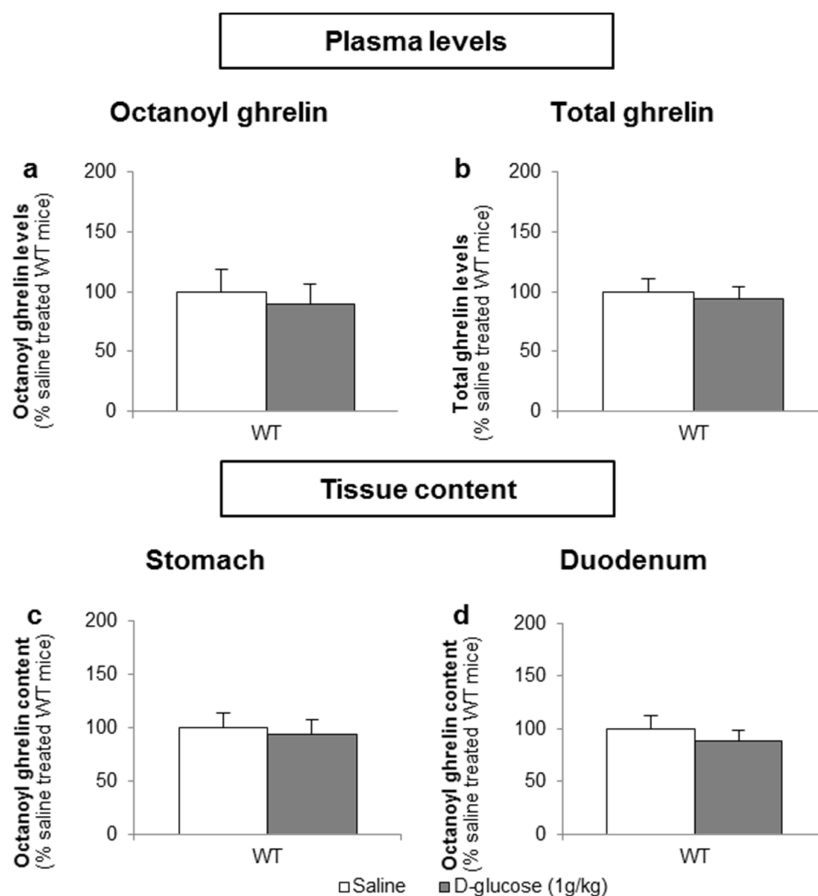 Plasma levels
Octanoyl ghrelin
Total ghrelin
a
Octanoyl ghrelin levels
(% saline treated WT mice)
200
150
100
50
0
WT
b
Total ghrelin levels
(% saline treated WT mice)
200
150
100
50
0
WT
Tissue content
Stomach
Duodenum
c
Octanoyl ghrelin content
(% saline treated WT mice)
200
150
100
50
0
WT
d
Octanoyl ghrelin content
(% saline treated WT mice)
200
150
100
50
0
WT
Saline
D-glucose (1g/kg)